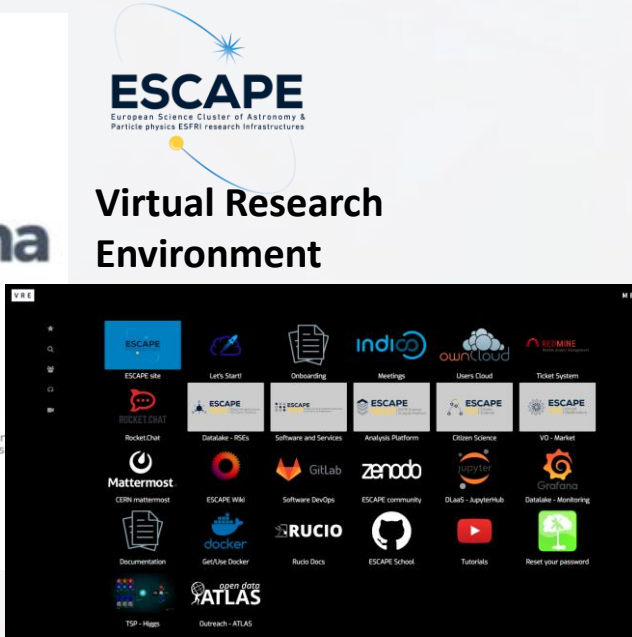 ESCAPE
European Science Cluster of Astronomy &
Particle physics ESFRI research Infrastructures
Virtual Research
Environment
na
VRE
ESCAPE
indico
ownCloud
REDMINE
ESCAPE site
Let's Start!
Onboarding
Meetings
Users Cloud
Ticket System
ROCKET.CHAT
ESCAPE
ESCAPE
ESCAPE
ESCAPE
ESCAPE
Rocket.Chat
Datalake - RSEs
Software and Services
Analysis Platform
Citizen Science
VO - Market
Mattermost
GitLab
zenodo
jupyter
Grafana
CERN mattermost
ESCAPE Wiki
Software DevOps
ESCAPE community
DLaaS - JupyterHub
Datalake - Monitoring
docker
RUCIO
Documentation
Get/Use Docker
Rucio Docs
ESCAPE School
Tutorials
Reset your password
open data
ATLAS
TSP - Higgs
Outreach - ATLAS